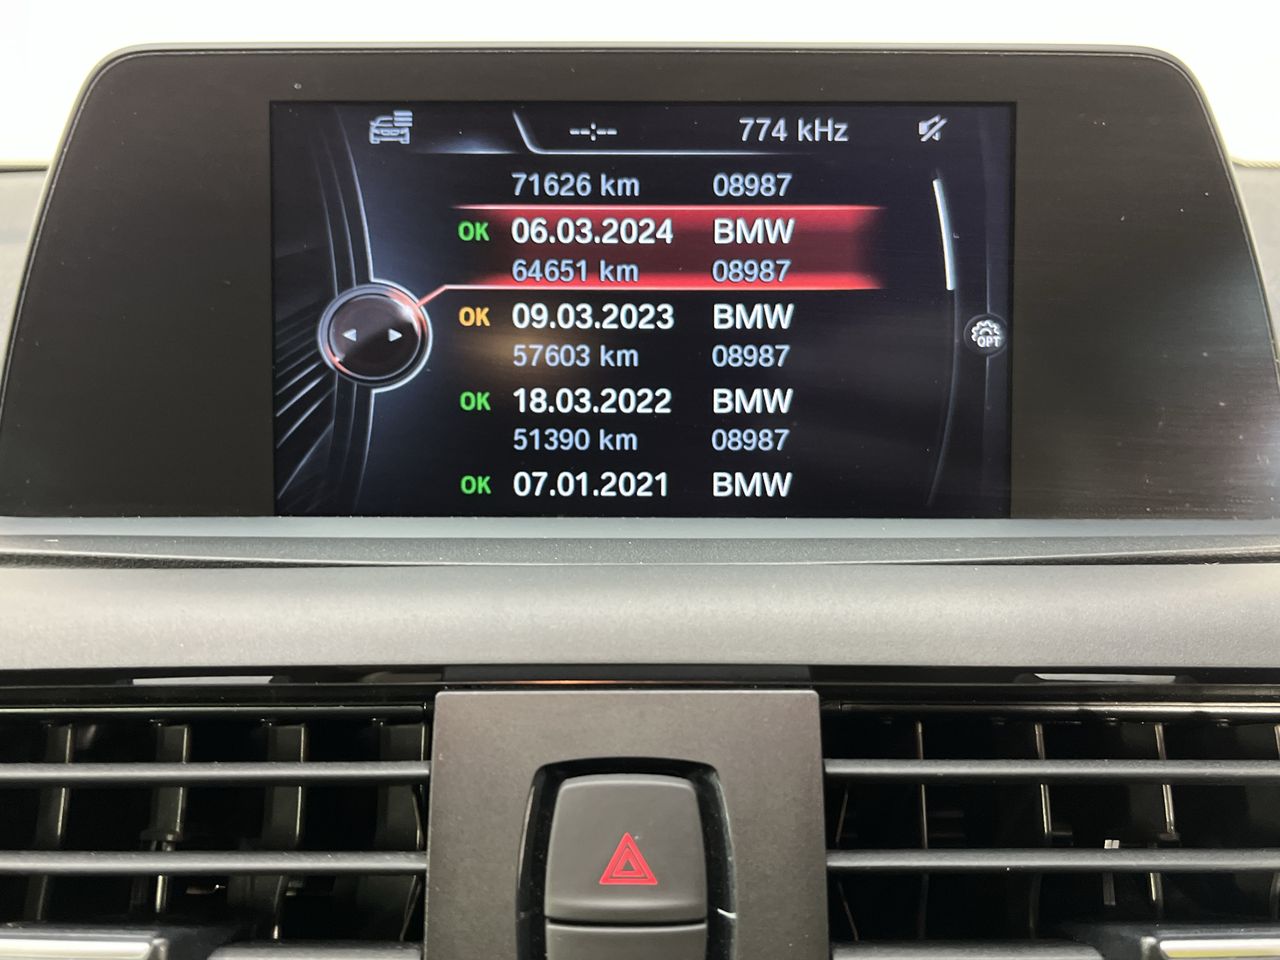 --:-- 774 kHz
71626 km 08987
OK 06.03.2024 BMW
64651 km 08987
OK 09.03.2023 BMW
57603 km 08987
OPT
OK 18.03.2022 BMW
51390 km 08987
OK 07.01.2021 BMW